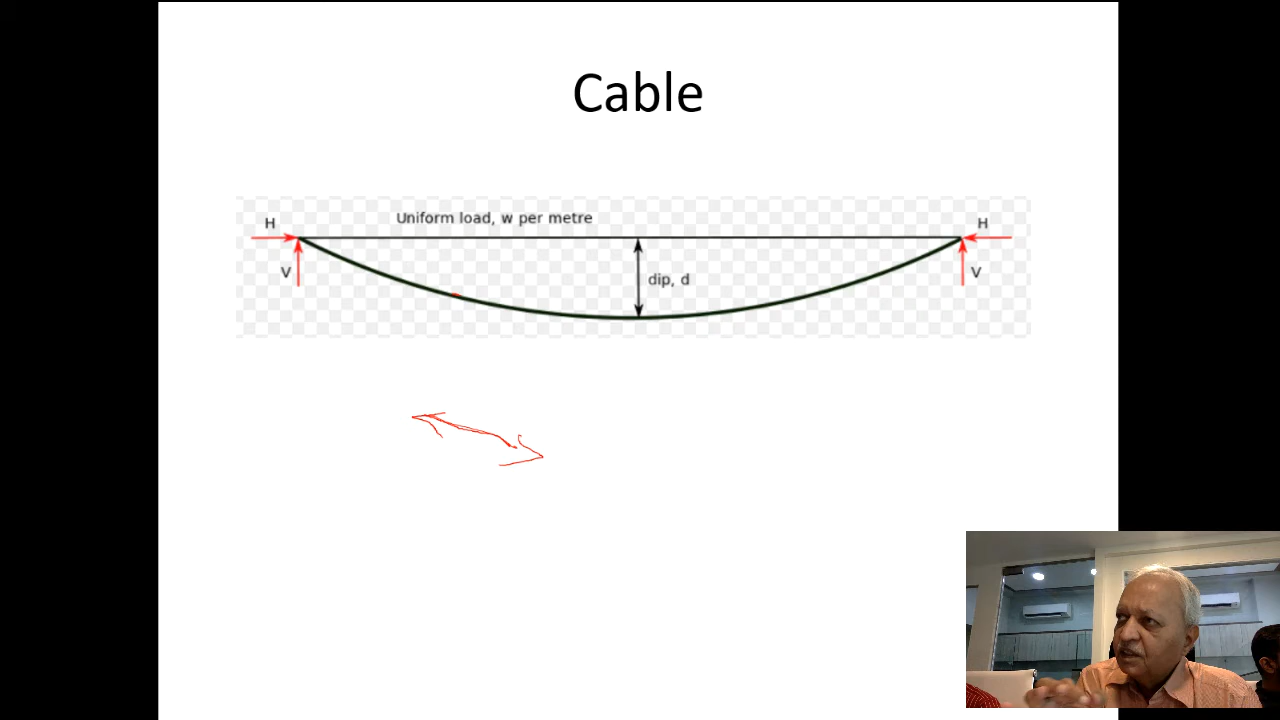 Cable
Uniform load, w per metre
H
H
V
dip, d
V